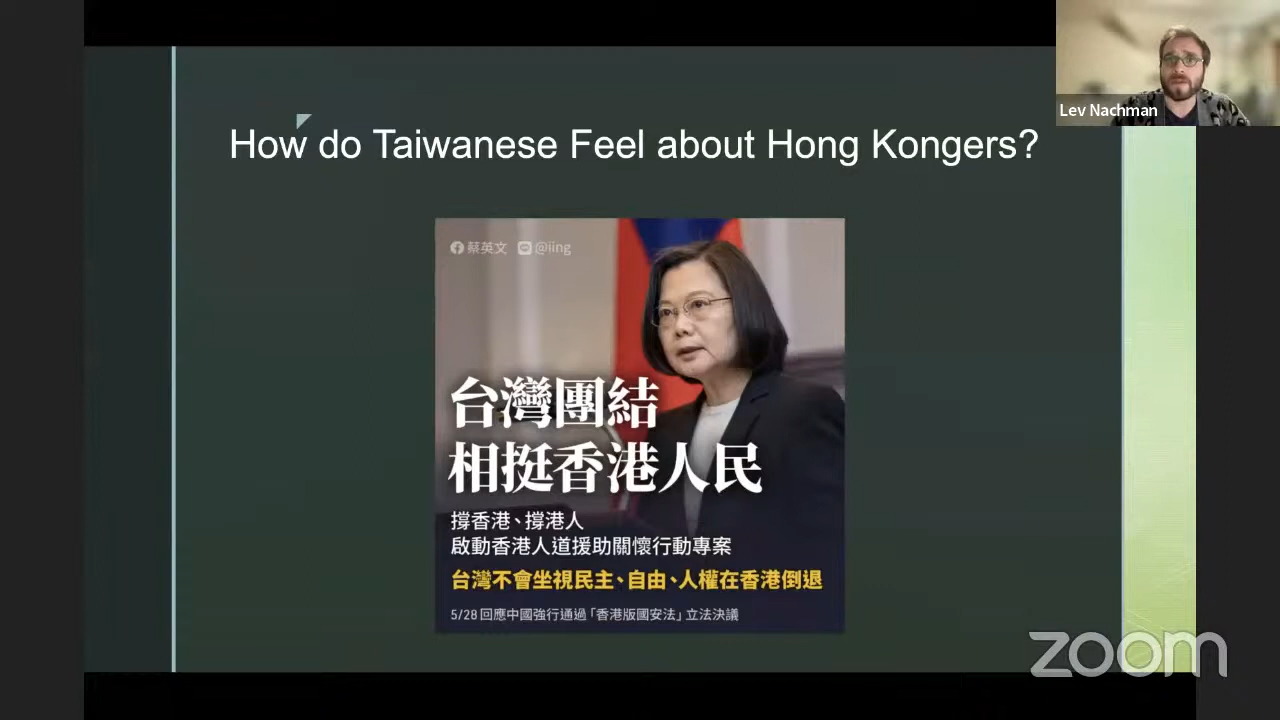 Lev Nachman
How do Taiwanese Feel about Hong Kongers?
蔡英文 @iing
台灣團結
相挺香港人民
撐香港、撐港人
啟動香港人道援助關懷行動專案
台灣不會坐視民主、自由、人權在香港倒退
5/28 回應中國強行通過「香港版國安法」立法決議
zoom